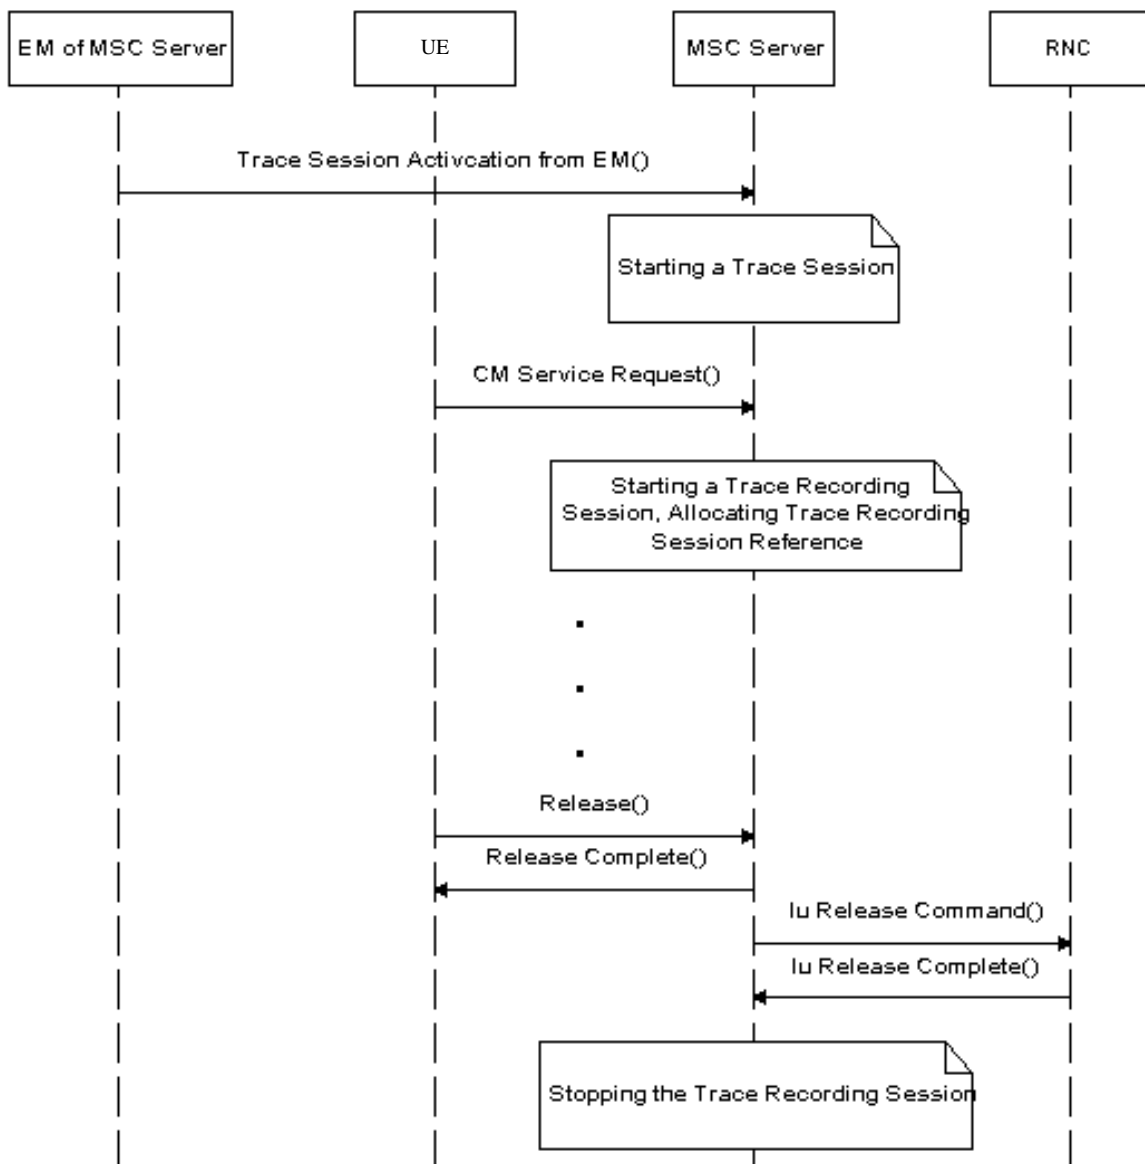 EM of MSC Server
UE
MSC Server
RNC
Trace Session Activcation from EM()
Starting a Trace Session
CM Service Request()
Starting a Trace Recording
Session, Allocating Trace Recording
Session Reference
Release()
Release Complete()
Iu Release Command()
Iu Release Complete()
Stopping the Trace Recording Session